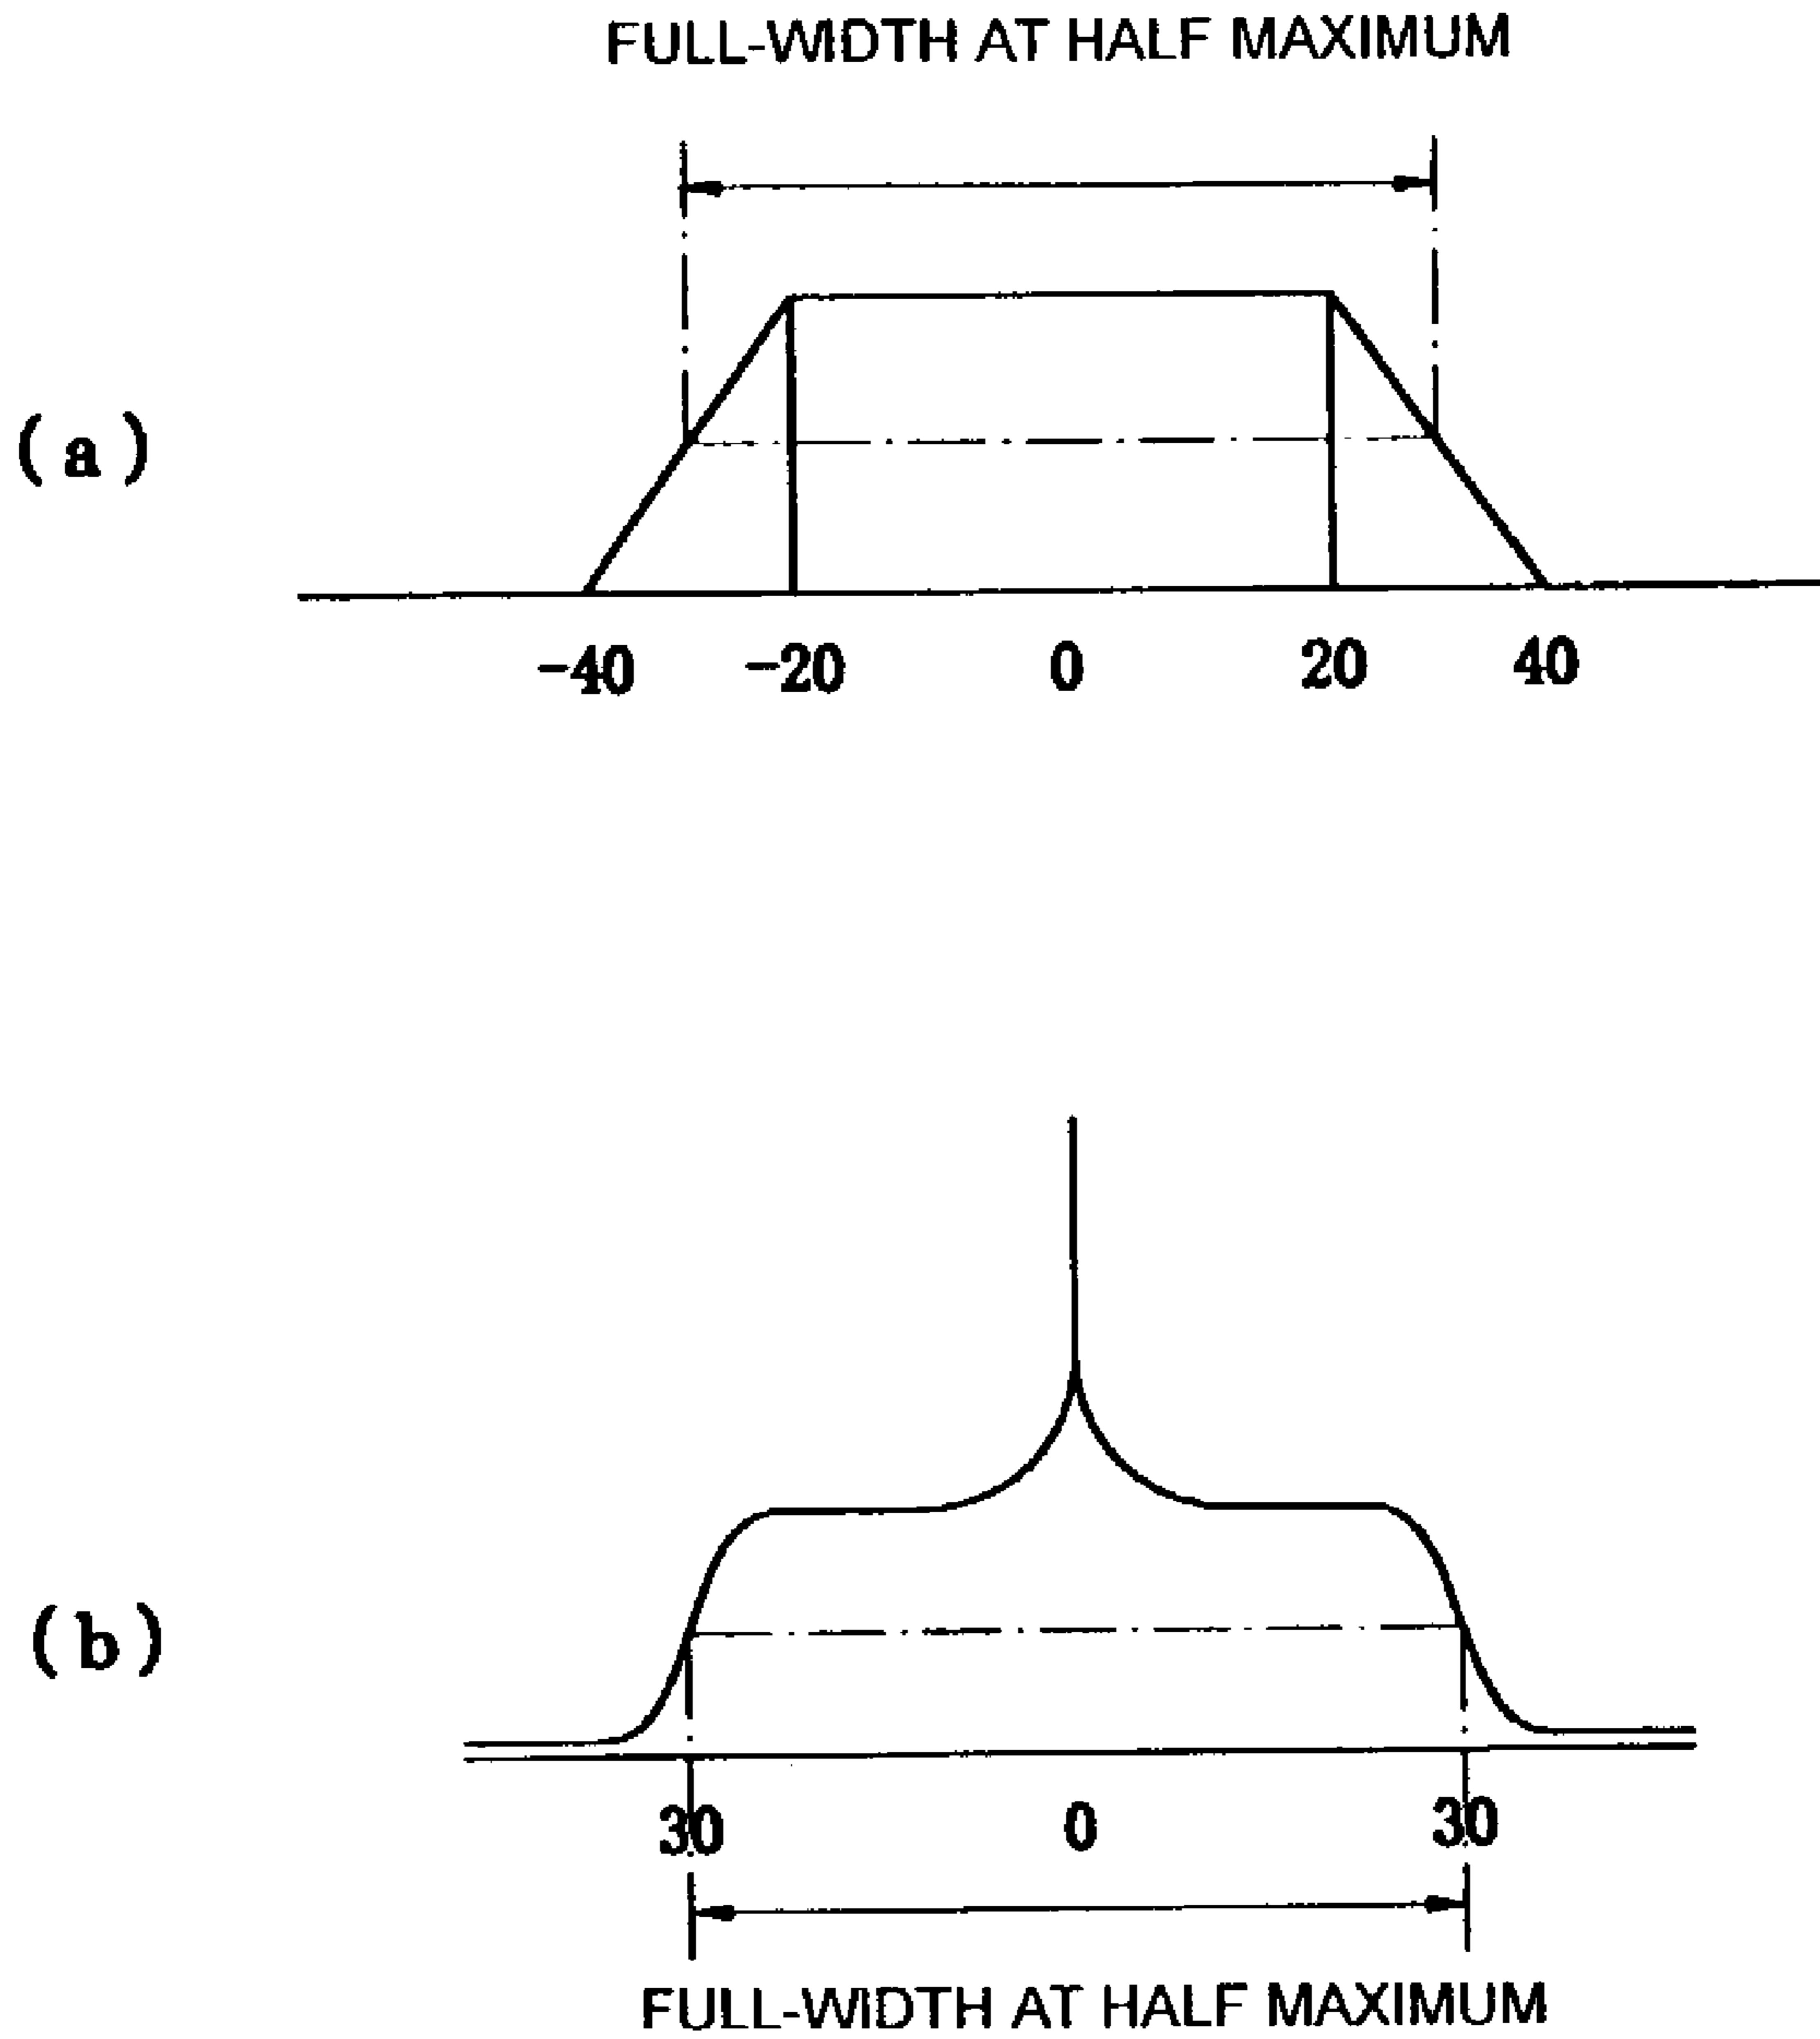 FULL-WIDTH AT HALF MAXIMUM
(a)
-40 -20 0 20 40
(b)
30 0 30
FULL-WIDTH AT HALF MAXIMUM